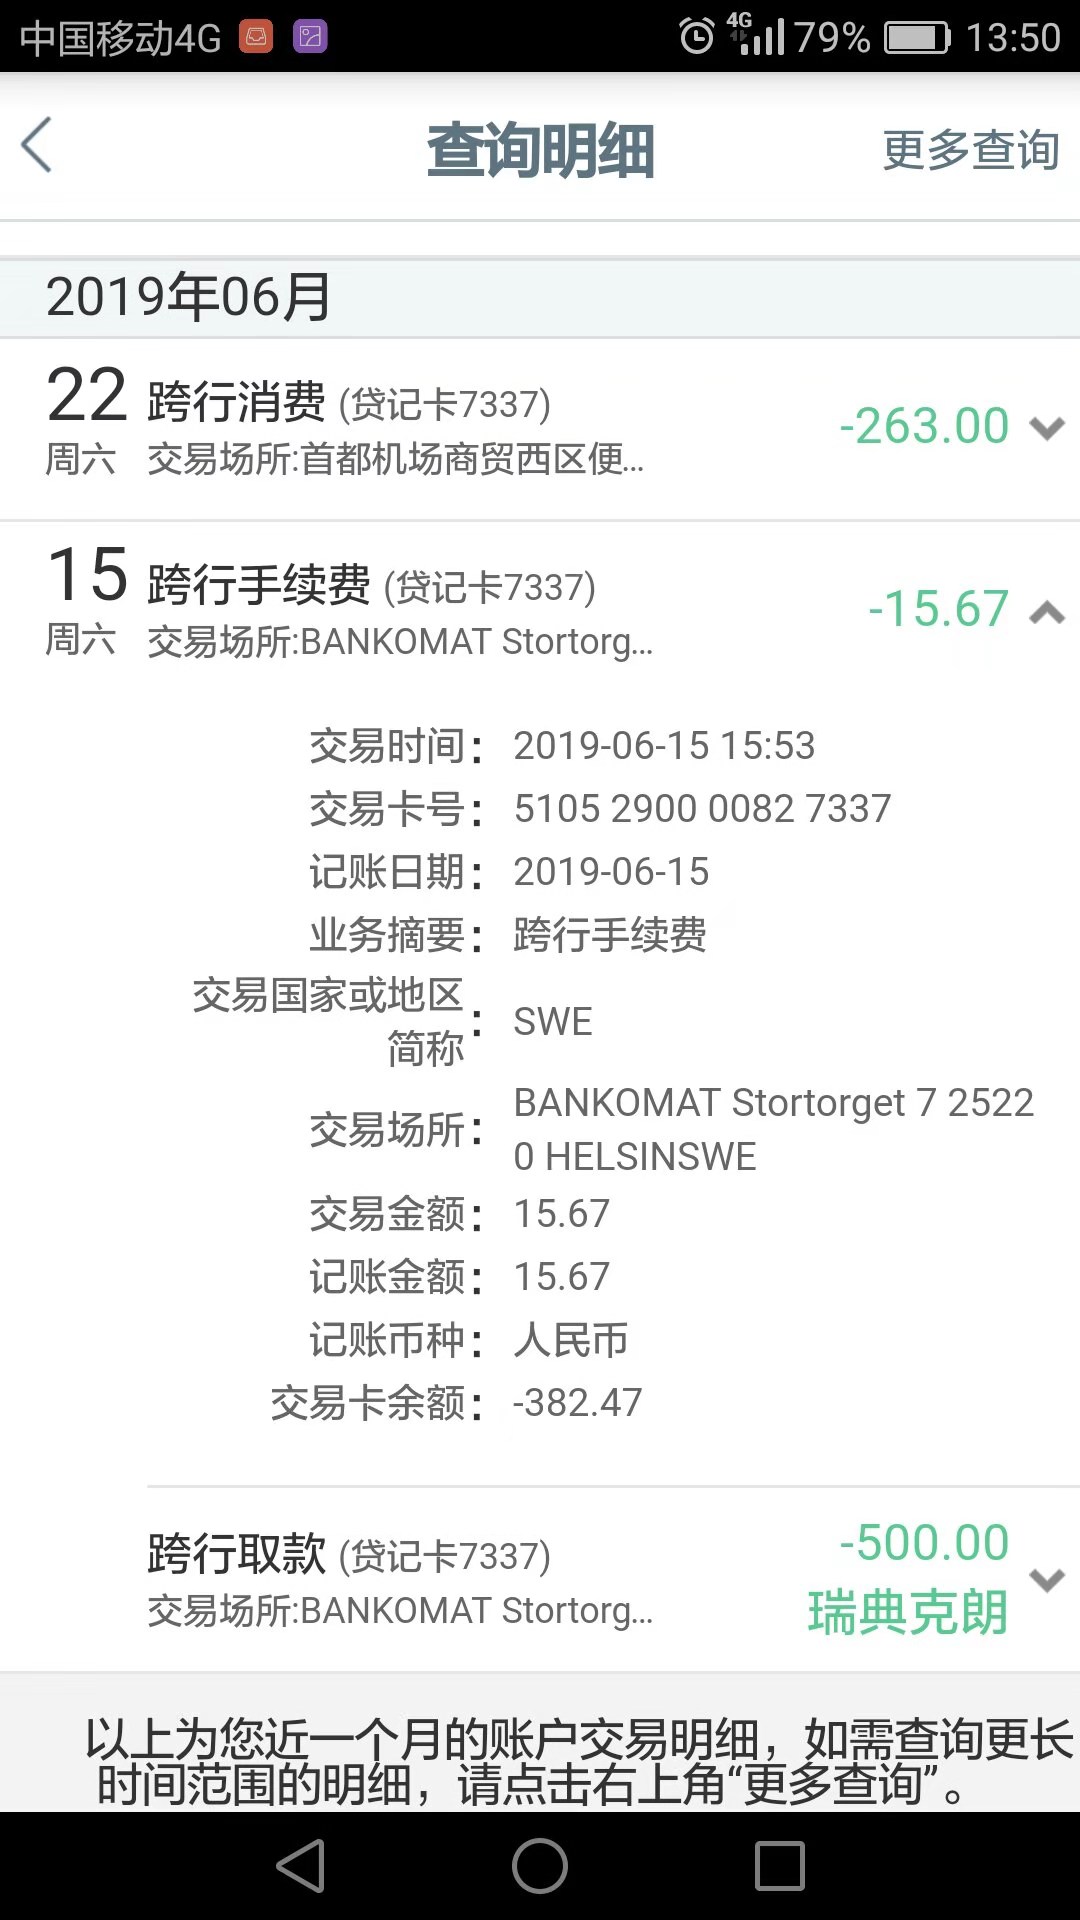 中国移动4G 4G 79% 13:50
查询明细 更多查询
2019年06月
22 跨行消费 (贷记卡7337) -263.00
周六 交易场所:首都机场商贸西区便...
15 跨行手续费 (贷记卡7337) -15.67
周六 交易场所:BANKOMAT Stortorg...
交易时间： 2019-06-15 15:53
交易卡号： 5105 2900 0082 7337
记账日期： 2019-06-15
业务摘要： 跨行手续费
交易国家或地区
简称： SWE
交易场所： BANKOMAT Stortorget 7 2522
0 HELSINSWE
交易金额： 15.67
记账金额： 15.67
记账币种： 人民币
交易卡余额： -382.47
跨行取款 (贷记卡7337) -500.00
交易场所:BANKOMAT Stortorg... 瑞典克朗
以上为您近一个月的账户交易明细，如需查询更长
时间范围的明细，请点击右上角“更多查询”。